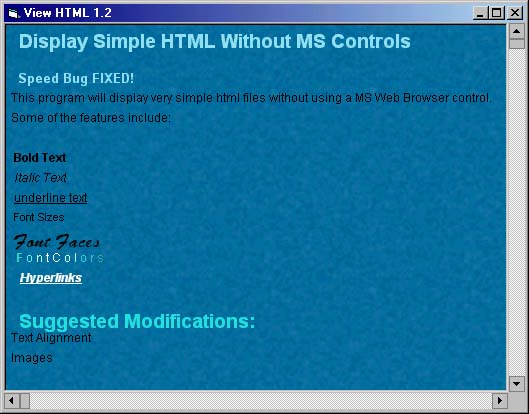 View HTML 1.2
Display Simple HTML Without MS Controls
Speed Bug FIXED!
This program will display very simple html files without using a MS Web Browser control.
Some of the features include:
Bold Text
Italic Text
underline text
Font Sizes
Font Faces
FontColors
Hyperlinks
Suggested Modifications:
Text Alignment
Images